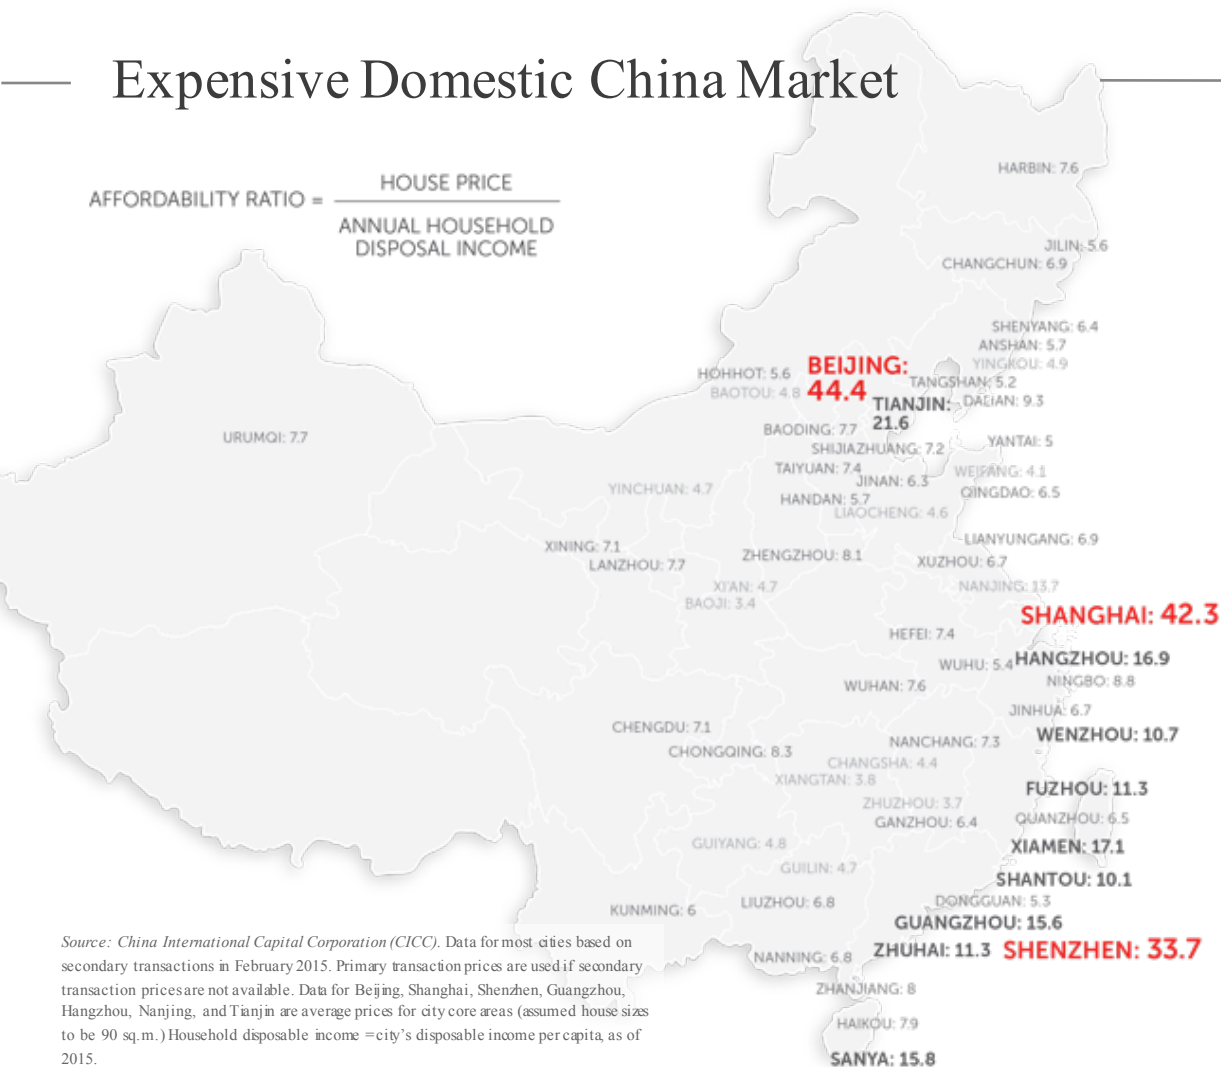 Expensive Domestic China Market
AFFORDABILITY RATIO =
HOUSE PRICE
ANNUAL HOUSEHOLD
DISPOSAL INCOME
HARBIN: 7.6
JILIN: 5.6
CHANGCHUN: 6.9
SHENYANG: 6.4
ANSHAN: 5.7
YINGKOU: 4.9
HOHHOT: 5.6
BEIJING:
44.4
TANGSHAN: 5.2
BAOTOU: 4.8
TIANJIN:
21.6
DALIAN: 9.3
BAODING: 7.7
URUMQI: 7.7
SHIJIAZHUANG: 7.2
YANTAI: 5
TAIYUAN: 7.4
WEIFANG: 4.1
JINAN: 6.3
YINCHUAN: 4.7
QINGDAO: 6.5
HANDAN: 5.7
LIAOCHENG: 4.6
LIANYUNGANG: 6.9
XINING: 7.1
ZHENGZHOU: 8.1
XUZHOU: 6.7
LANZHOU: 7.7
XI'AN: 4.7
NANJING: 13.7
BAOJI: 3.4
SHANGHAI: 42.3
HEFEI: 7.4
WUHU: 5.4
HANGZHOU: 16.9
NINGBO: 8.8
WUHAN: 7.6
JINHUA: 6.7
CHENGDU: 7.1
WENZHOU: 10.7
NANCHANG: 7.3
CHONGQING: 8.3
CHANGSHA: 4.4
XIANGTAN: 3.8
FUZHOU: 11.3
ZHUZHOU: 3.7
QUANZHOU: 6.5
GANZHOU: 6.4
GUIYANG: 4.8
XIAMEN: 17.1
GUILIN: 4.7
SHANTOU: 10.1
LIUZHOU: 6.8
DONGGUAN: 5.3
KUNMING: 6
GUANGZHOU: 15.6
NANNING: 6.8
ZHUHAI: 11.3
SHENZHEN: 33.7
ZHANJIANG: 8
HAIKOU: 7.9
SANYA: 15.8
Source: China International Capital Corporation (CICC). Data for most cities based on
secondary transactions in February 2015. Primary transaction prices are used if secondary
transaction prices are not available. Data for Beijing, Shanghai, Shenzhen, Guangzhou,
Hangzhou, Nanjing, and Tianjin are average prices for city core areas (assumed house sizes
to be 90 sq.m.) Household disposable income =city's disposable income per capita, as of
2015.